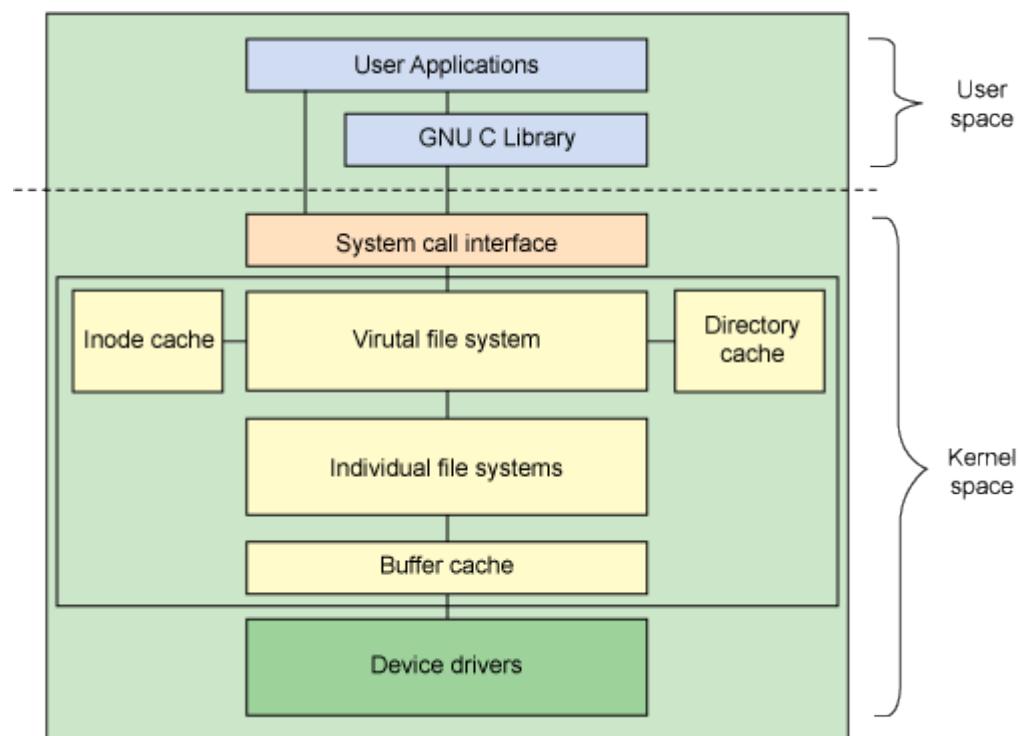 User Applications
User
space
GNU C Library
System call interface
Inode cache
Virutal file system
Directory
cache
Individual file systems
Kernel
space
Buffer cache
Device drivers